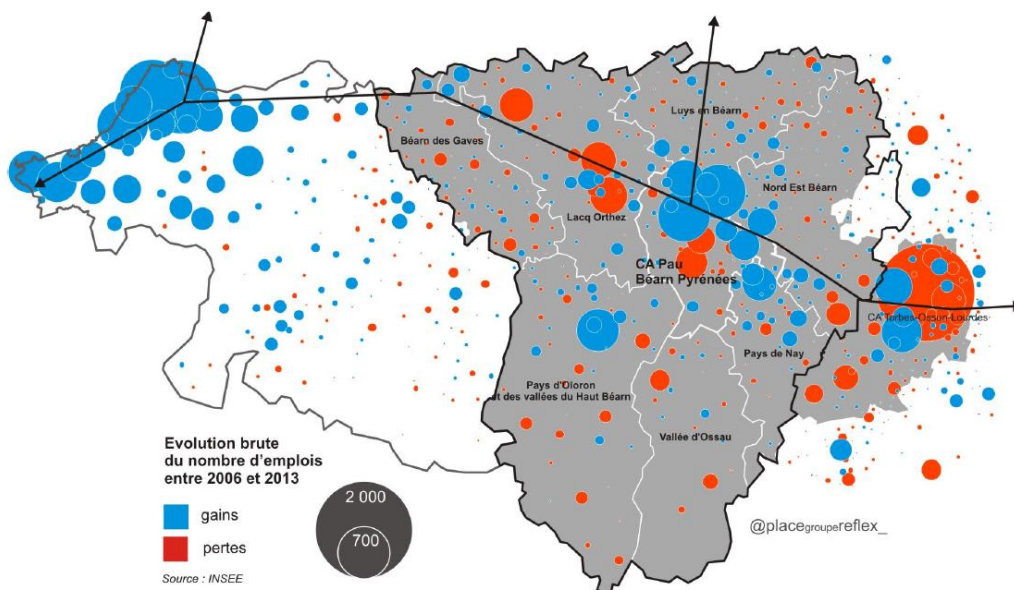 Luys en Béarn
Béarn des Gaves
Nord Est Béarn
Lacq Orthez
CA Pau
Béarn Pyrénées
CA Tarbes-Ossun-Lourdes
Pays de Nay
Pays d'Oloron
et des vallées du Haut Béarn
Vallée d'Ossau
Evolution brute
du nombre d'emplois
entre 2006 et 2013
gains
pertes
Source : INSEE
2 000
700
@placegroupereflex_